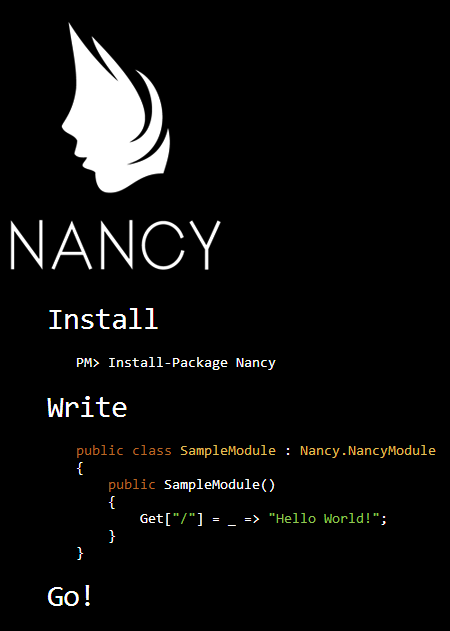 NANCY
Install
PM> Install-Package Nancy
Write
public class SampleModule : Nancy.NancyModule
{
    public SampleModule()
    {
        Get["/"] = _ => "Hello World!";
    }
}
Go!